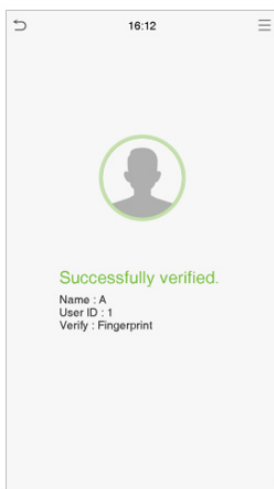 16:12
Successfully verified.
Name : A
User ID : 1
Verify : Fingerprint